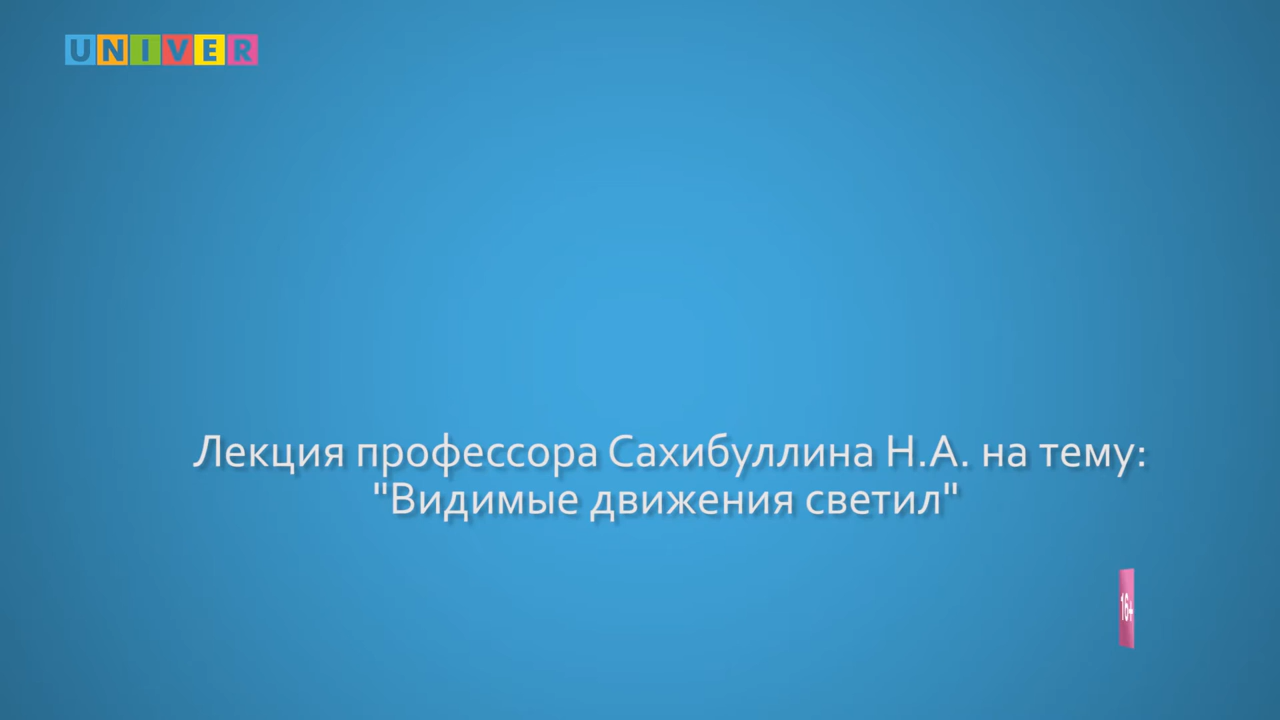 UNIVER
Лекция профессора Сахибуллина Н.А. на тему:
"Видимые движения светил"
16+